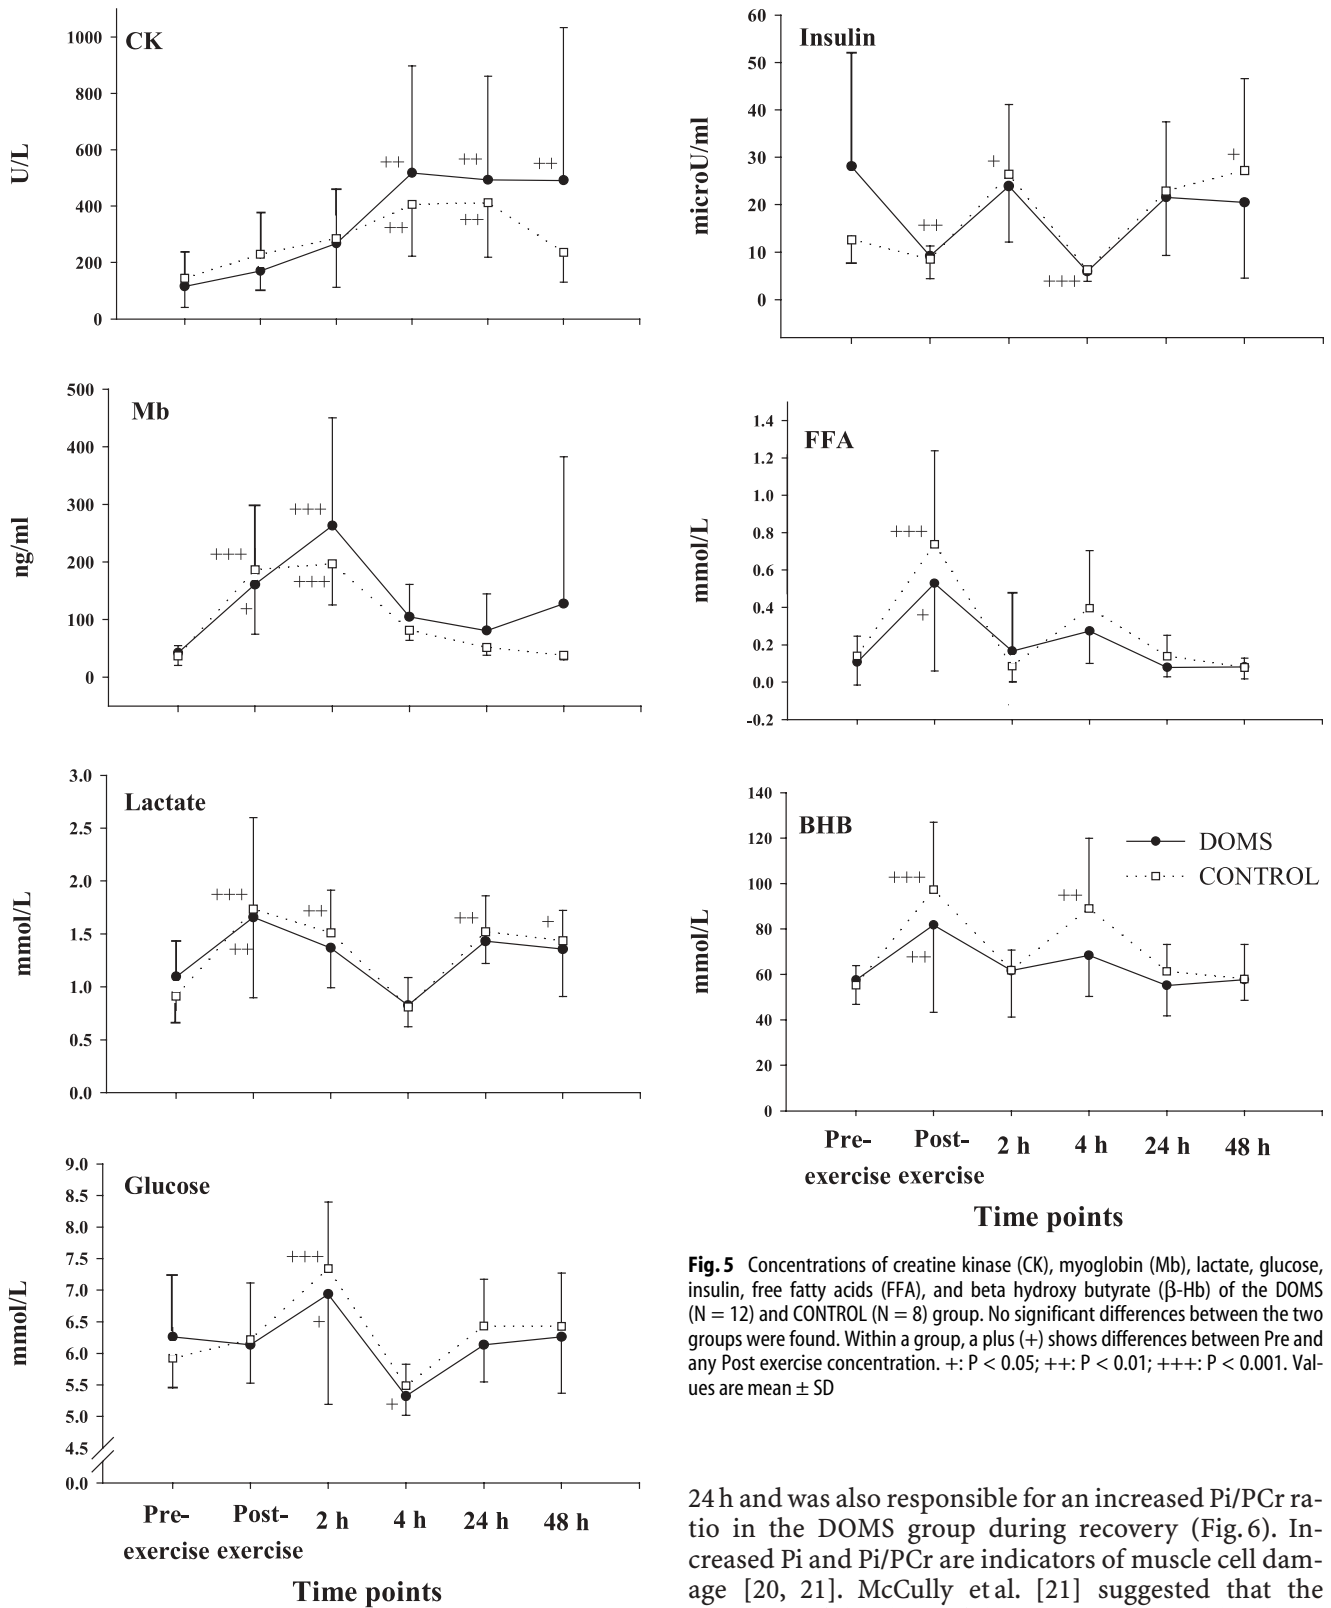 CK
U/L
1000
800
600
400
200
0
++
++
++
++
++
Mb
ng/ml
500
400
300
200
100
0
+++
+
+++
+++
Lactate
mmol/L
3.0
2.5
2.0
1.5
1.0
0.5
0.0
+++
++
++
++
+
Glucose
mmol/L
9.0
8.5
8.0
7.5
7.0
6.5
6.0
5.5
5.0
4.5
0.0
+++
+
+
Pre-exercise
Post-exercise
2 h
4 h
24 h
48 h
Time points
Insulin
microU/ml
60
50
40
30
20
10
0
++
+
+++
+
FFA
mmol/L
1.4
1.2
1.0
0.8
0.6
0.4
0.2
0.0
-0.2
+++
+
BHB
mmol/L
140
120
100
80
60
40
20
0
+++
++
++
DOMS
CONTROL
Pre-exercise
Post-exercise
2 h
4 h
24 h
48 h
Time points
Fig. 5 Concentrations of creatine kinase (CK), myoglobin (Mb), lactate, glucose,
insulin, free fatty acids (FFA), and beta hydroxy butyrate (β-Hb) of the DOMS
(N = 12) and CONTROL (N = 8) group. No significant differences between the two
groups were found. Within a group, a plus (+) shows differences between Pre and
any Post exercise concentration. +: P < 0.05; ++: P < 0.01; +++: P < 0.001. Val-
ues are mean ± SD
24 h and was also responsible for an increased Pi/PCr ra-
tio in the DOMS group during recovery (Fig. 6). In-
creased Pi and Pi/PCr are indicators of muscle cell dam-
age [20, 21]. McCully et al. [21] suggested that the